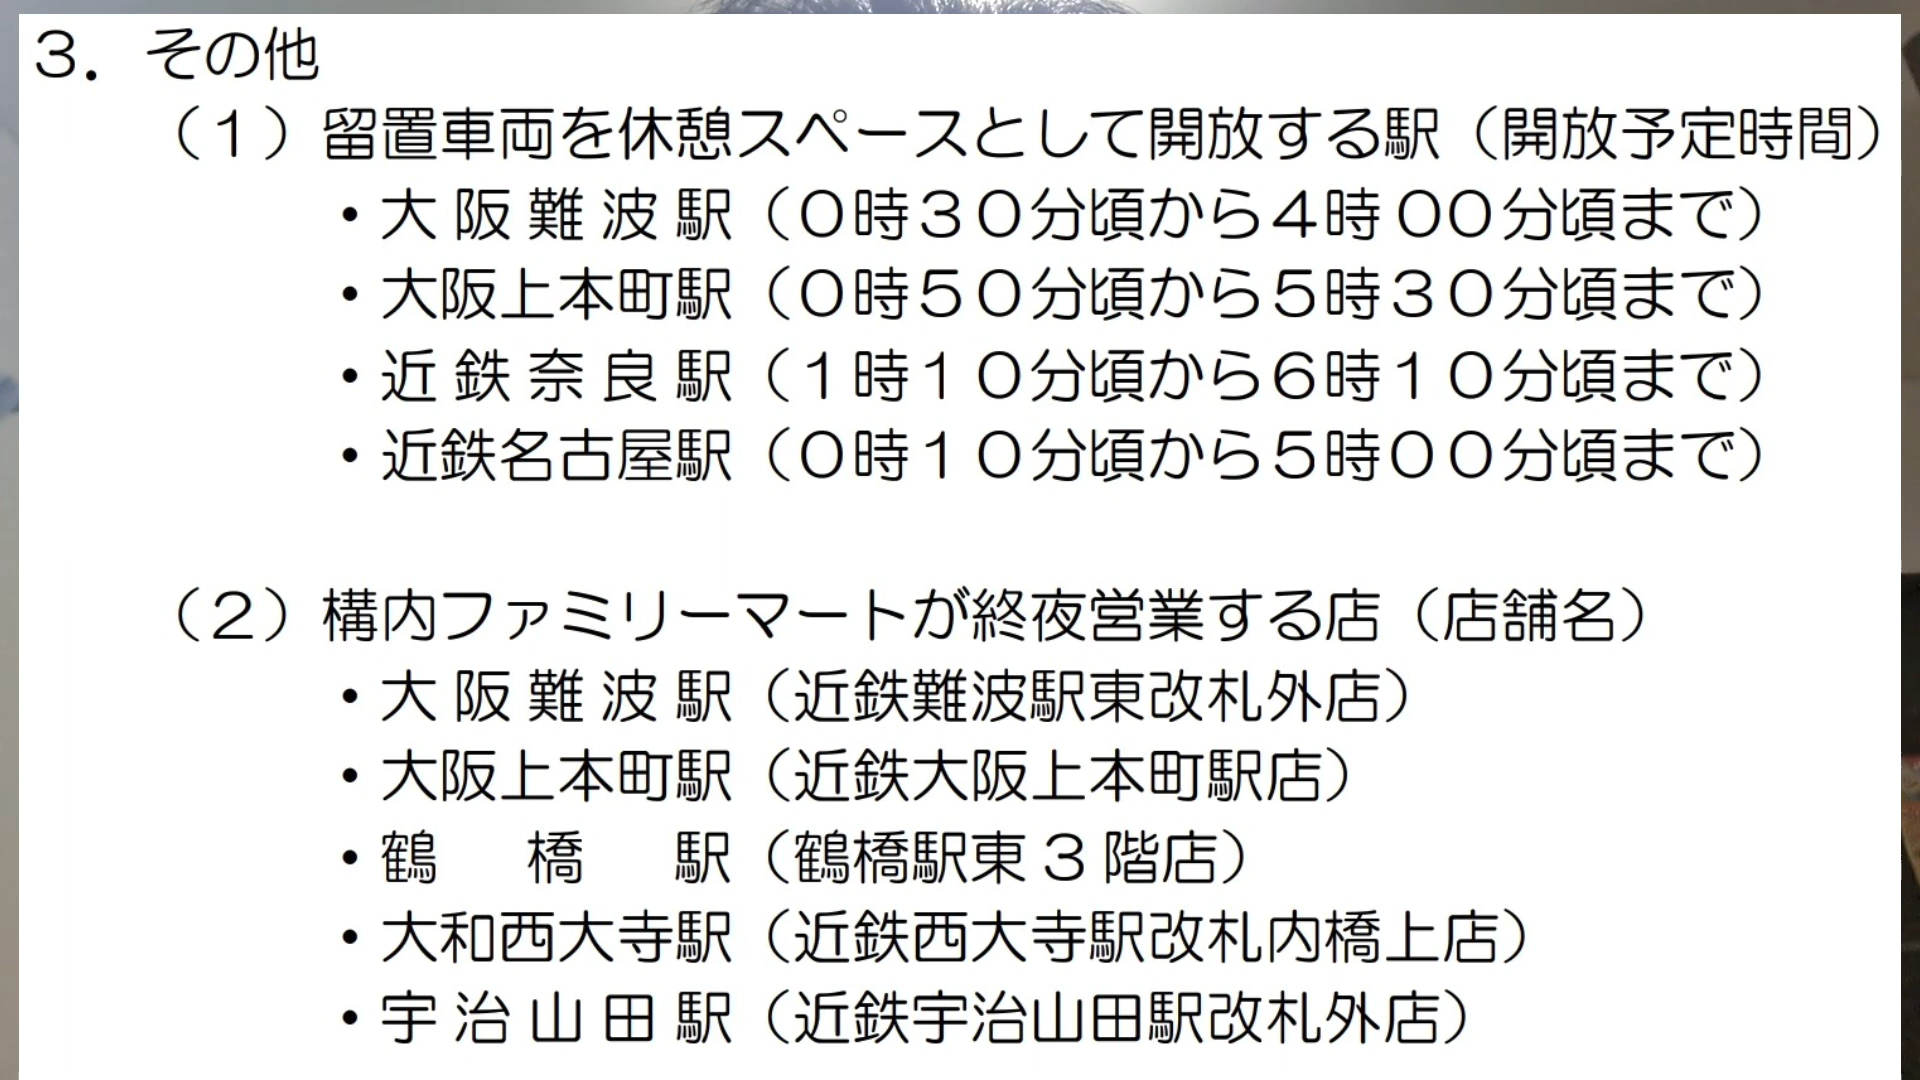 ３．その他
（１）留置車両を休憩スペースとして開放する駅（開放予定時間）
・大阪難波駅（０時３０分頃から４時００分頃まで）
・大阪上本町駅（０時５０分頃から５時３０分頃まで）
・近鉄奈良駅（１時１０分頃から６時１０分頃まで）
・近鉄名古屋駅（０時１０分頃から５時００分頃まで）
（２）構内ファミリーマートが終夜営業する店（店舗名）
・大阪難波駅（近鉄難波駅東改札外店）
・大阪上本町駅（近鉄大阪上本町駅店）
・鶴橋駅（鶴橋駅東３階店）
・大和西大寺駅（近鉄西大寺駅改札内橋上店）
・宇治山田駅（近鉄宇治山田駅改札外店）